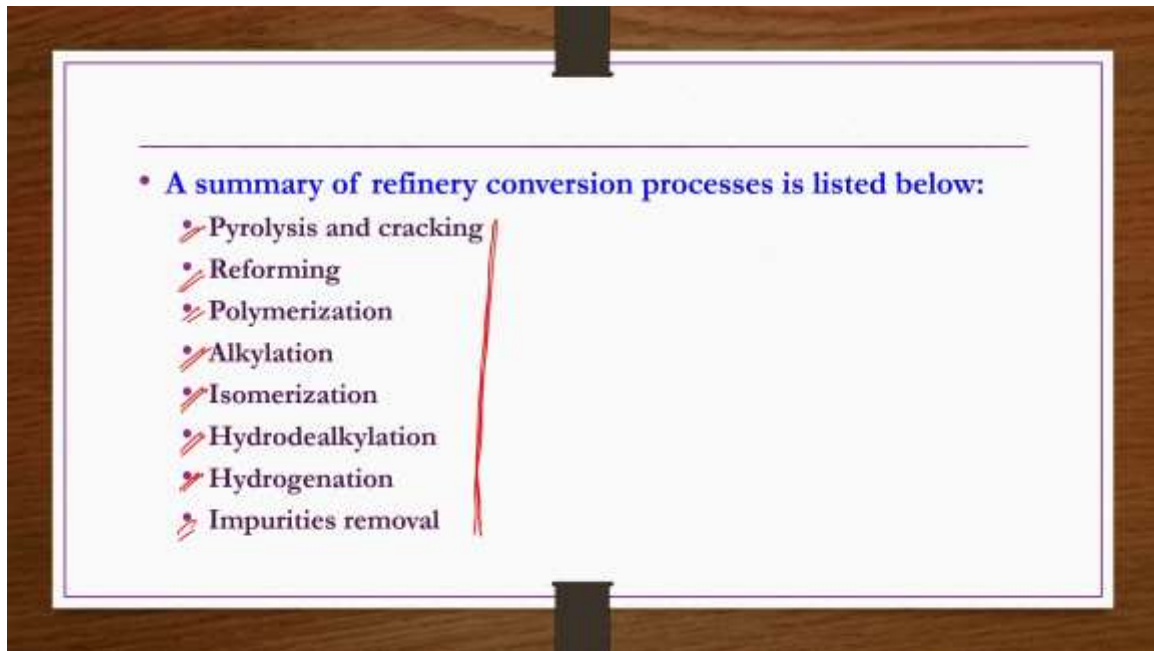 • A summary of refinery conversion processes is listed below:
• Pyrolysis and cracking
• Reforming
• Polymerization
• Alkylation
• Isomerization
• Hydrodealkylation
• Hydrogenation
• Impurities removal